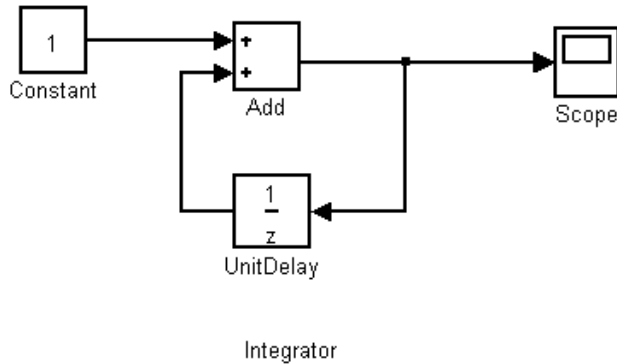 1
Constant
+
+
Add
Scope
1
z
UnitDelay
Integrator